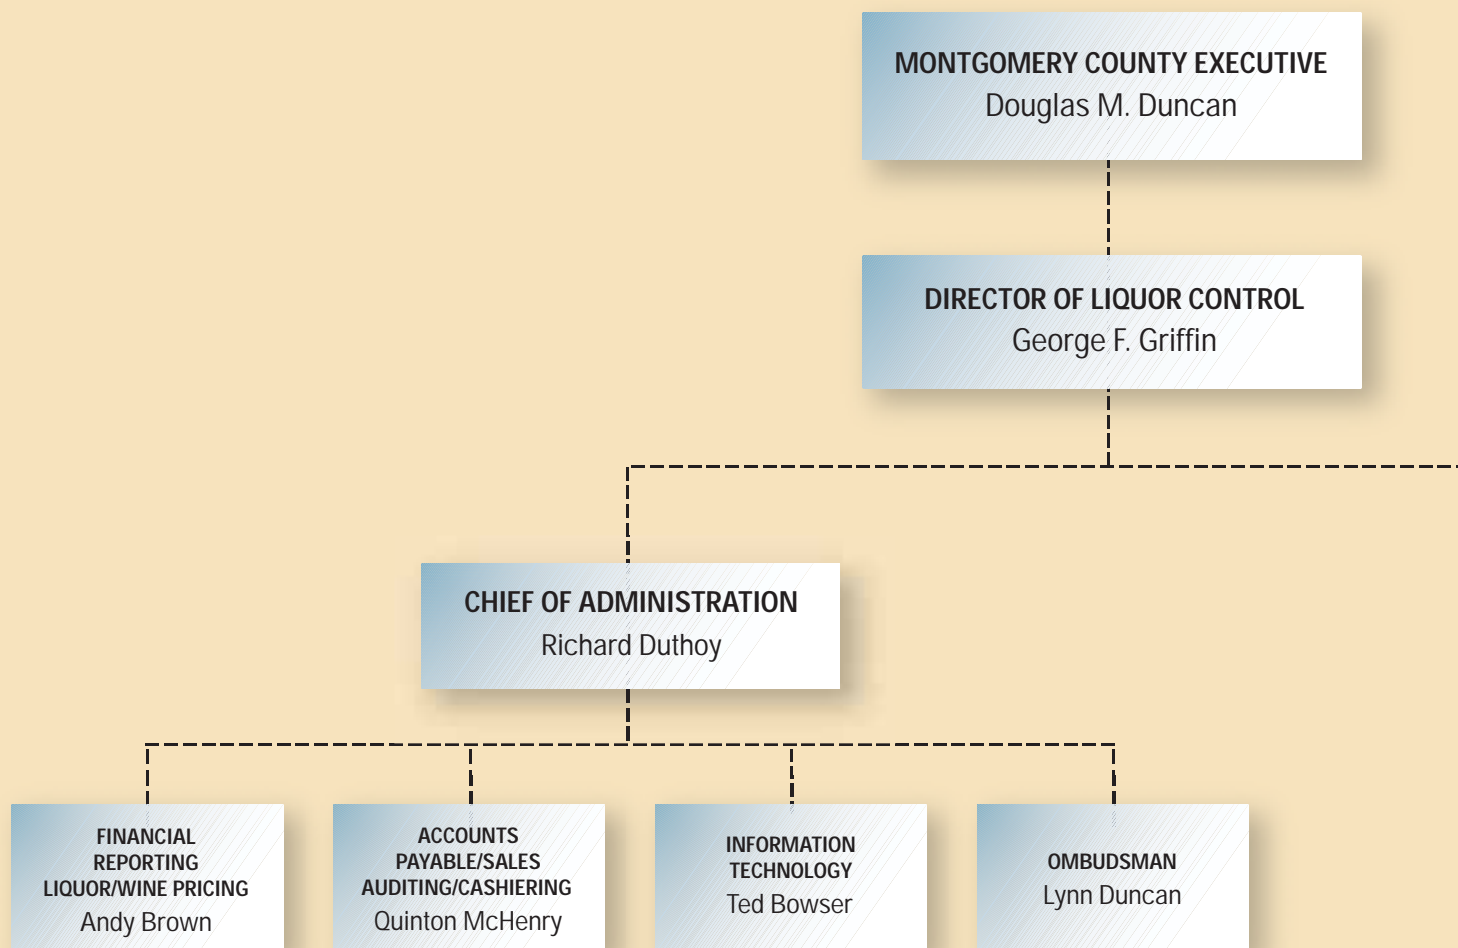 MONTGOMERY COUNTY EXECUTIVE
Douglas M. Duncan
DIRECTOR OF LIQUOR CONTROL
George F. Griffin
CHIEF OF ADMINISTRATION
Richard Duthoy
FINANCIAL
REPORTING
LIQUOR/WINE PRICING
Andy Brown
ACCOUNTS
PAYABLE/SALES
AUDITING/CASHIERING
Quinton McHenry
INFORMATION
TECHNOLOGY
Ted Bowser
OMBUDSMAN
Lynn Duncan